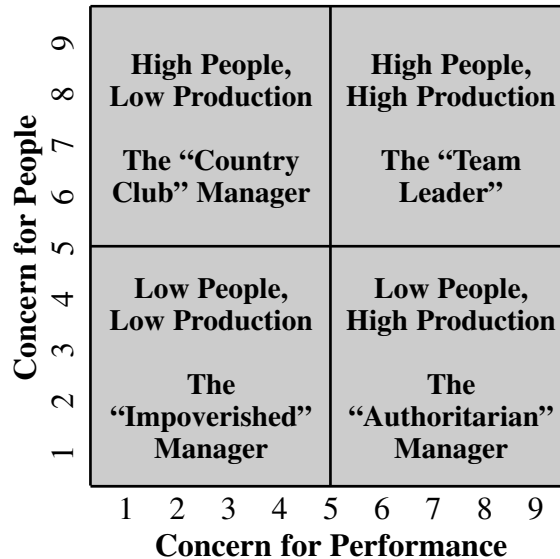 High People,
Low Production
The “Country
Club” Manager
High People,
High Production
The “Team
Leader”
Low People,
Low Production
The
“Impoverished”
Manager
Low People,
High Production
The
“Authoritarian”
Manager
Concern for People
9
8
7
6
5
4
3
2
1
1 2 3 4 5 6 7 8 9
Concern for Performance